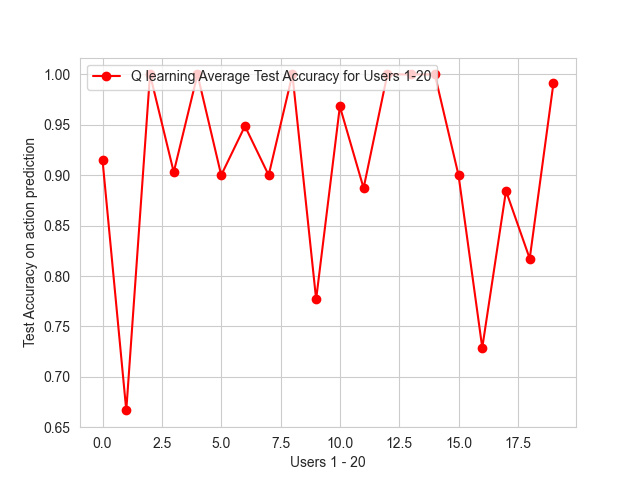 Q learning Average Test Accuracy for Users 1-20
1.00
0.95
0.90
0.85
0.80
0.75
0.70
0.65
Test Accuracy on action prediction
0.0 2.5 5.0 7.5 10.0 12.5 15.0 17.5
Users 1 - 20